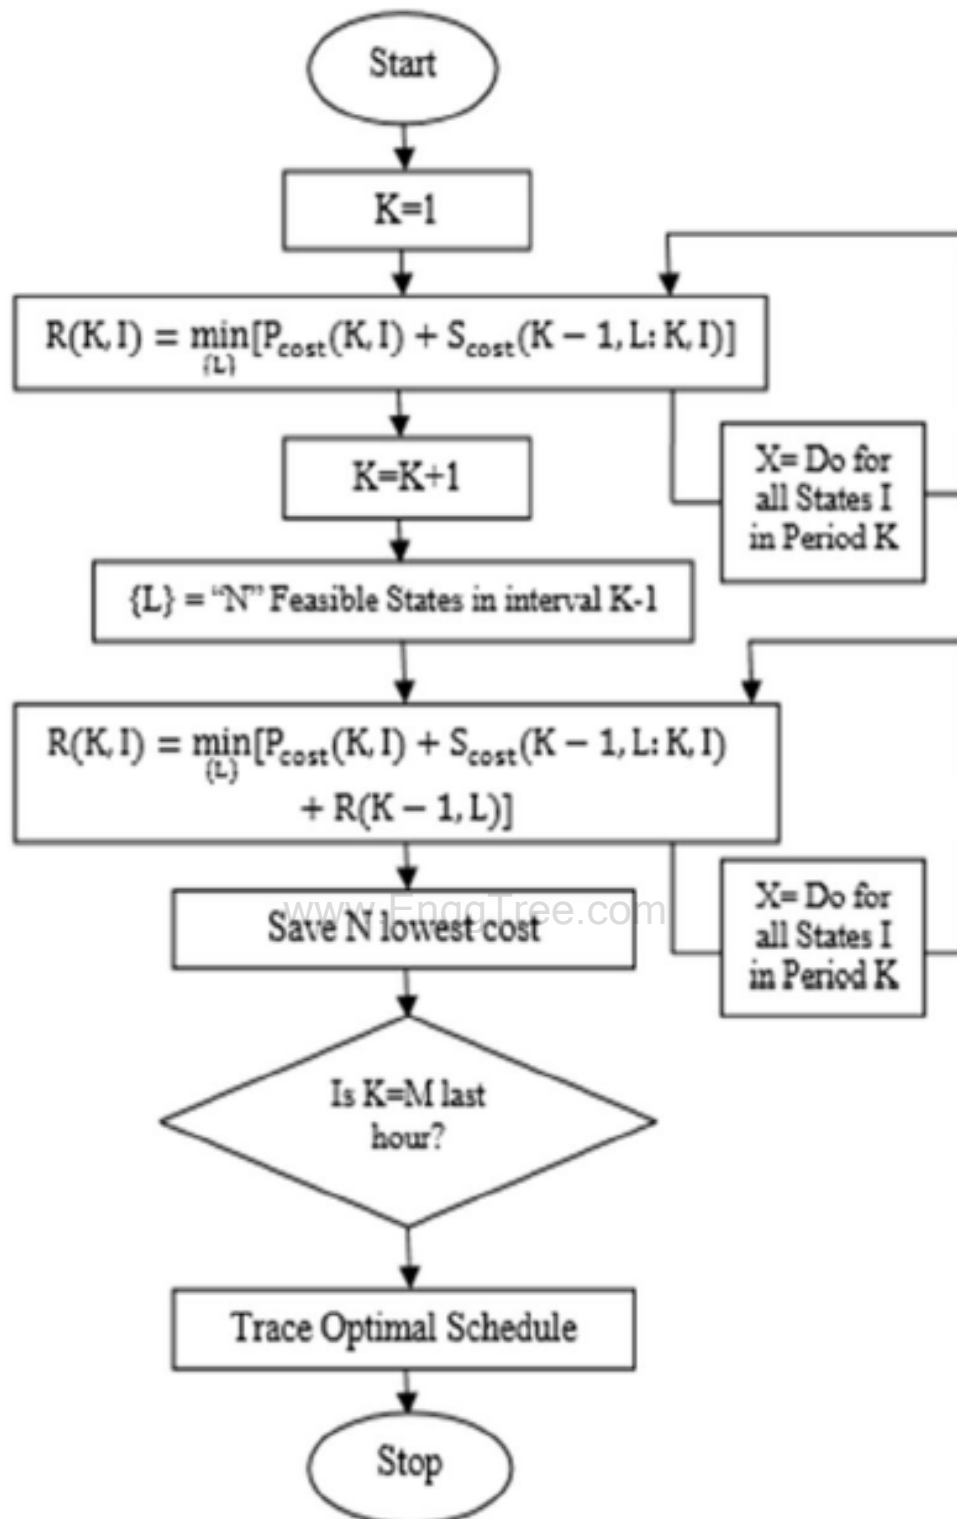 Start
K=1
R(K, I) = min[P_cost(K, I) + S_cost(K − 1, L: K, I)]
{L}
K=K+1
X= Do for
all States I
in Period K
{L} = “N” Feasible States in interval K-1
R(K, I) = min[P_cost(K, I) + S_cost(K − 1, L: K, I)
{L}
+ R(K − 1, L)]
X= Do for
all States I
in Period K
www.EnggTree.com
Save N lowest cost
Is K=M last
hour?
Trace Optimal Schedule
Stop